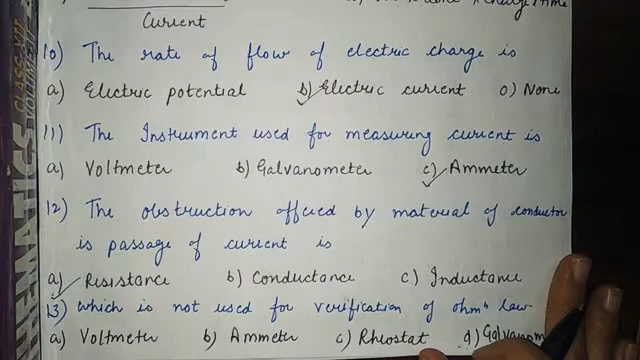 Current
10) The rate of flow of electric charge is
a) Electric potential b) Electric current c) None
11) The Instrument used for measuring current is
a) Voltmeter b) Galvanometer c) Ammeter
12) The obstruction offered by material of conductor
is passage of current is
a) Resistance b) Conductance c) Inductance
13) Which is not used for verification of ohm's law
a) Voltmeter b) Ammeter c) Rheostat d) Galvanom